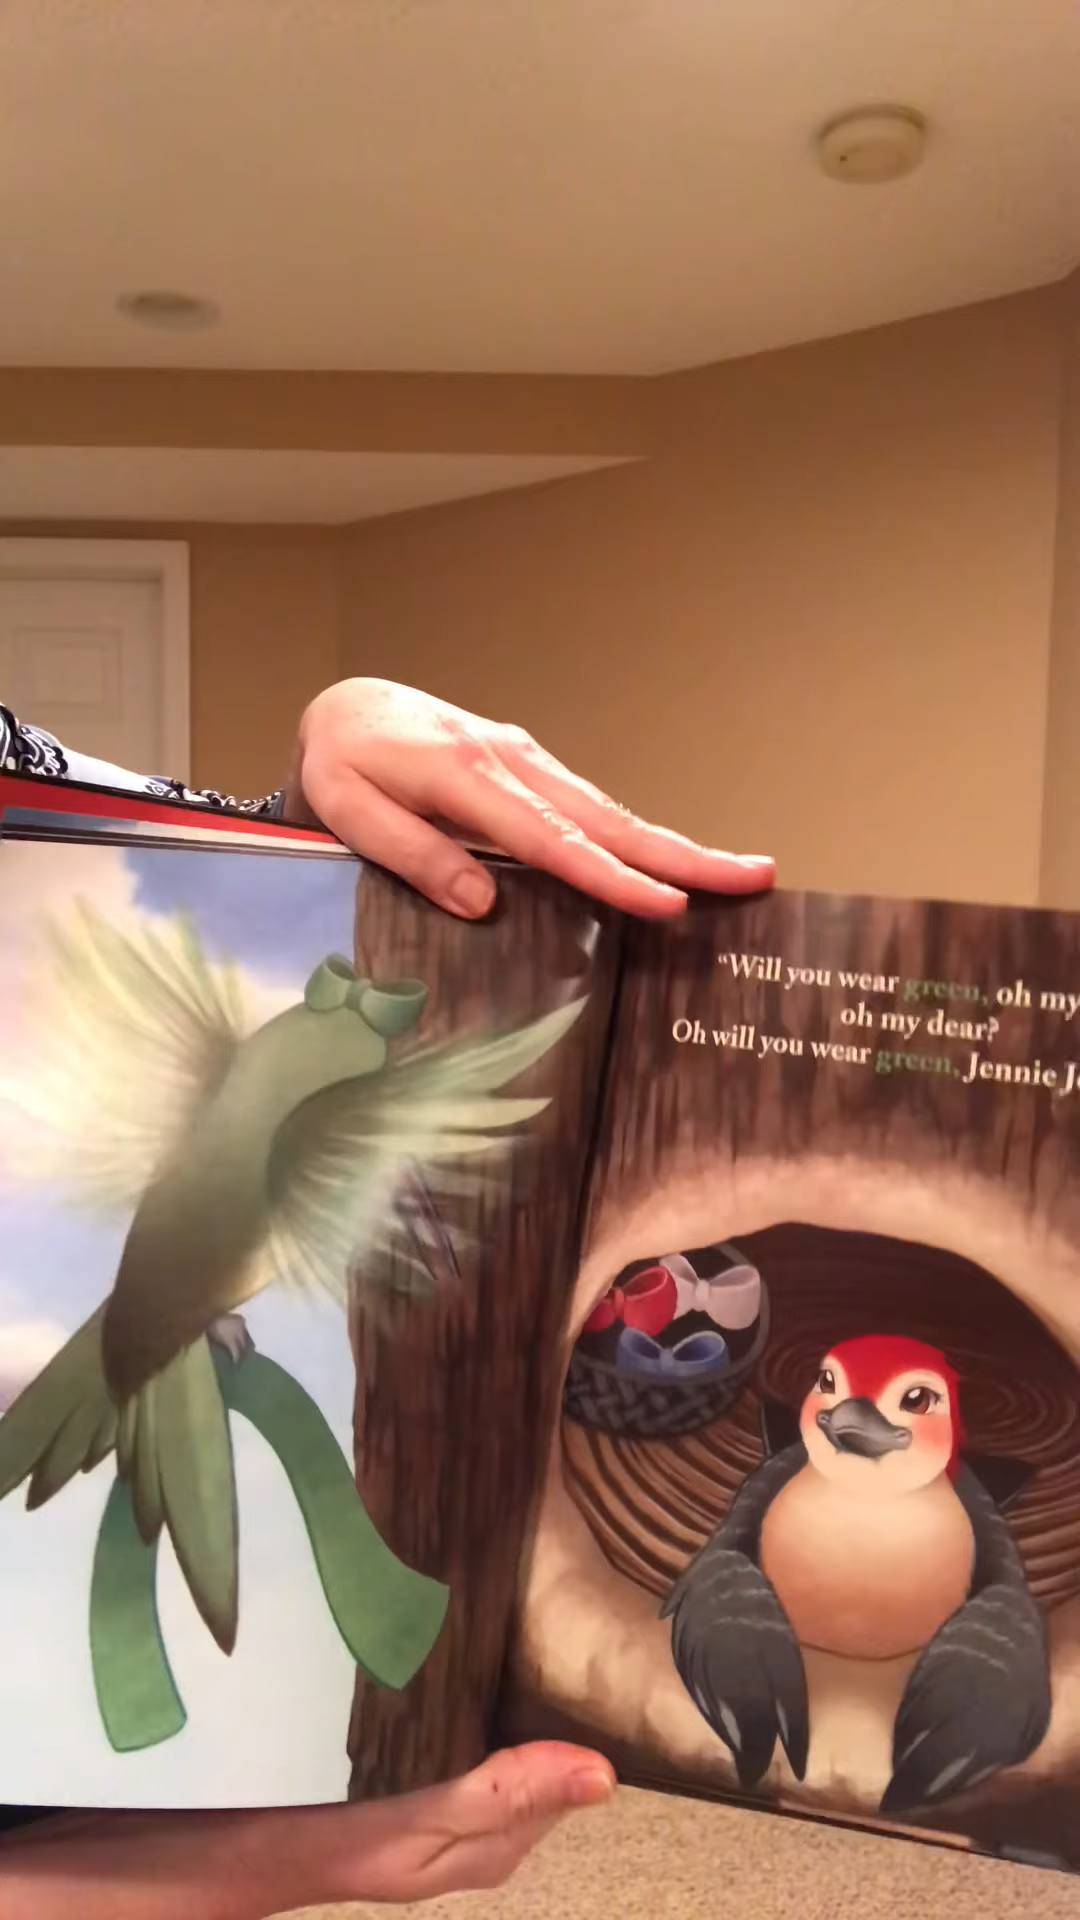 “Will you wear green, oh my
oh my dear?
Oh will you wear green, Jennie